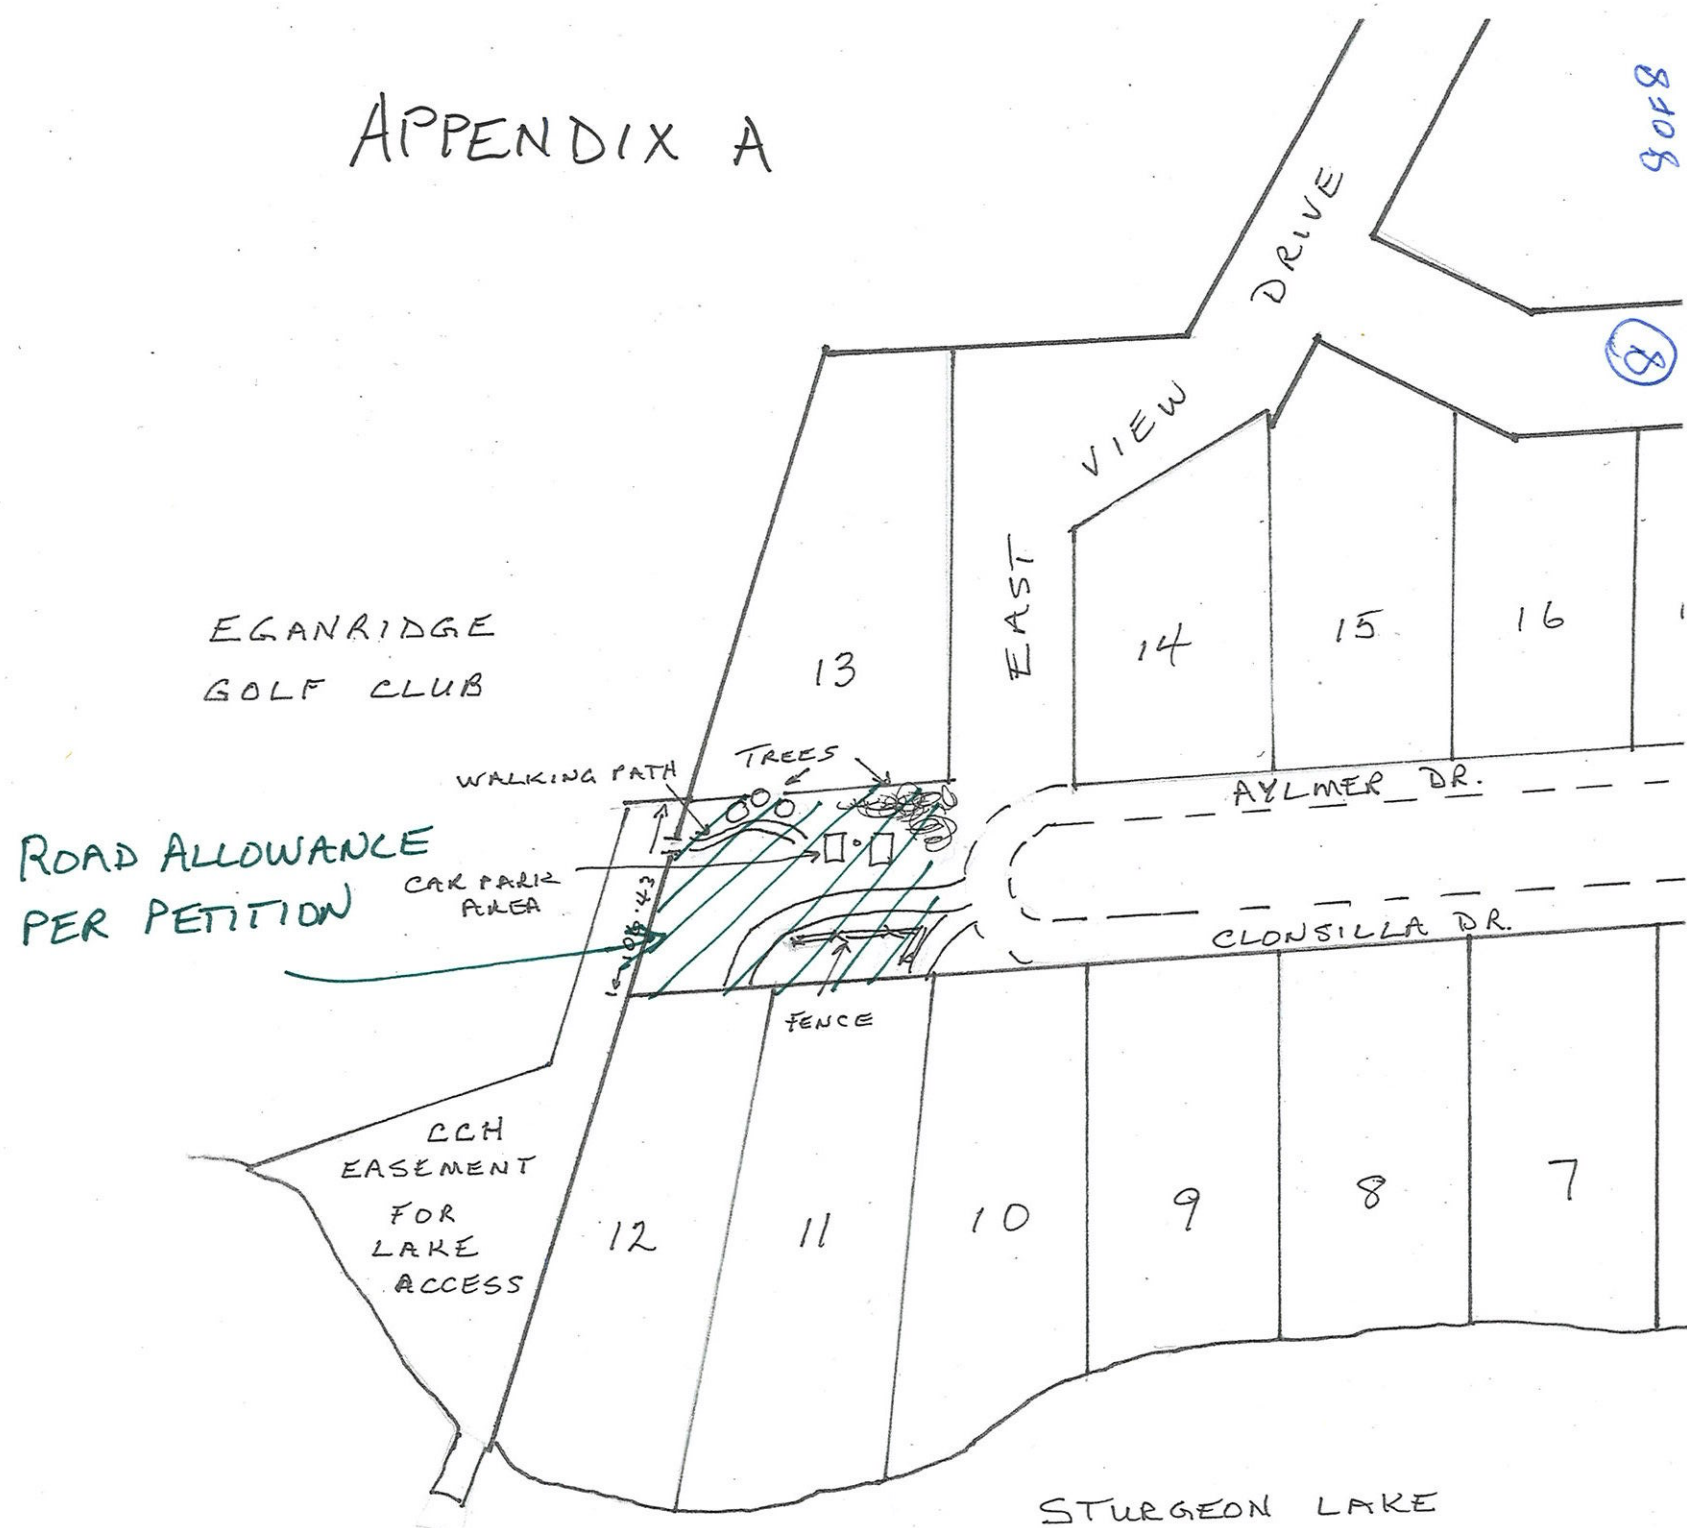 APPENDIX A
8 OF 8
8
DRIVE
VIEW
EAST
EGANRIDGE
GOLF CLUB
13
14
15
16
TREES
WALKING PATH
AYLMER DR.
ROAD ALLOWANCE
PER PETITION
CAR PARK
AREA
CLONSILLA DR.
FENCE
CCH
EASEMENT
FOR
LAKE
ACCESS
12
11
10
9
8
7
STURGEON LAKE